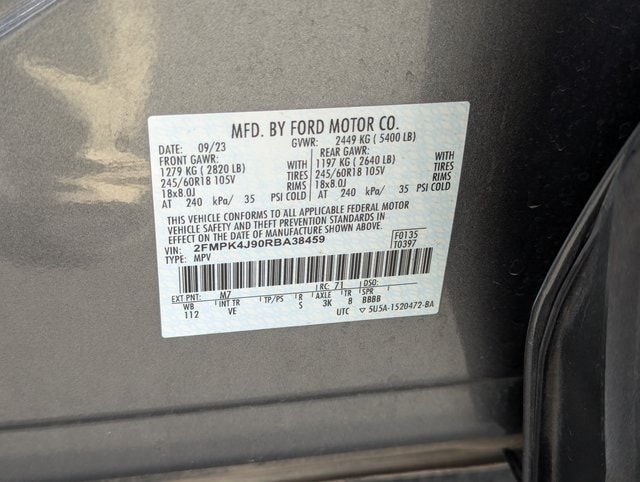 MFD. BY FORD MOTOR CO.
DATE: 09/23 GVWR: 2449 KG ( 5400 LB)
FRONT GAWR: REAR GAWR:
1279 KG ( 2820 LB) WITH 1197 KG ( 2640 LB) WITH
245/60R18 105V TIRES 245/60R18 105V TIRES
18x8.0J RIMS 18x8.0J RIMS
AT 240 kPa/ 35 PSI COLD AT 240 kPa/ 35 PSI COLD
THIS VEHICLE CONFORMS TO ALL APPLICABLE FEDERAL MOTOR
VEHICLE SAFETY AND THEFT PREVENTION STANDARDS IN
EFFECT ON THE DATE OF MANUFACTURE SHOWN ABOVE.
VIN: 2FMPK4J90RBA38459 F0135
TYPE: MPV T0397
EXT PNT: M7 RC: 71 DSO:
WB INT TR TP/PS R AXLE TR SPR
112 VE S 3K 8 BBBB
UTC ▽ 5U5A-1520472-BA